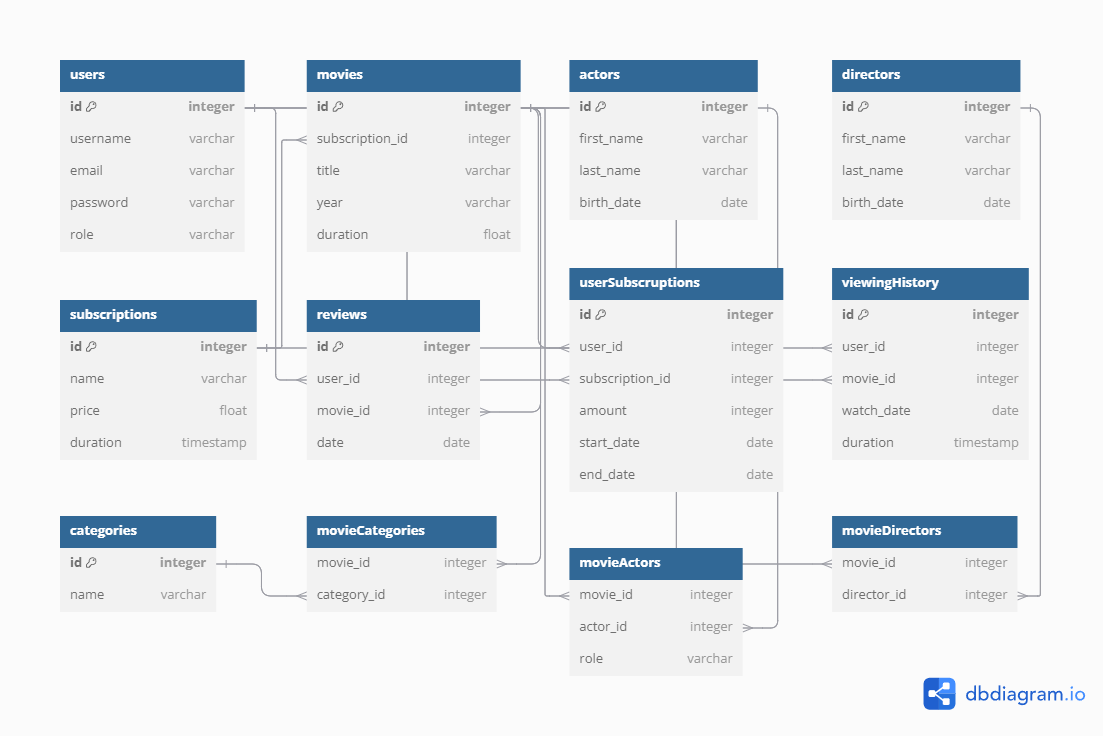 users
id integer
username varchar
email varchar
password varchar
role varchar
movies
id integer
subscription_id integer
title varchar
year varchar
duration float
actors
id integer
first_name varchar
last_name varchar
birth_date date
directors
id integer
first_name varchar
last_name varchar
birth_date date
subscriptions
id integer
name varchar
price float
duration timestamp
reviews
id integer
user_id integer
movie_id integer
date date
userSubscruptions
id integer
user_id integer
subscription_id integer
amount integer
start_date date
end_date date
viewingHistory
id integer
user_id integer
movie_id integer
watch_date date
duration timestamp
categories
id integer
name varchar
movieCategories
movie_id integer
category_id integer
movieActors
movie_id integer
actor_id integer
role varchar
movieDirectors
movie_id integer
director_id integer
dbdiagram.io